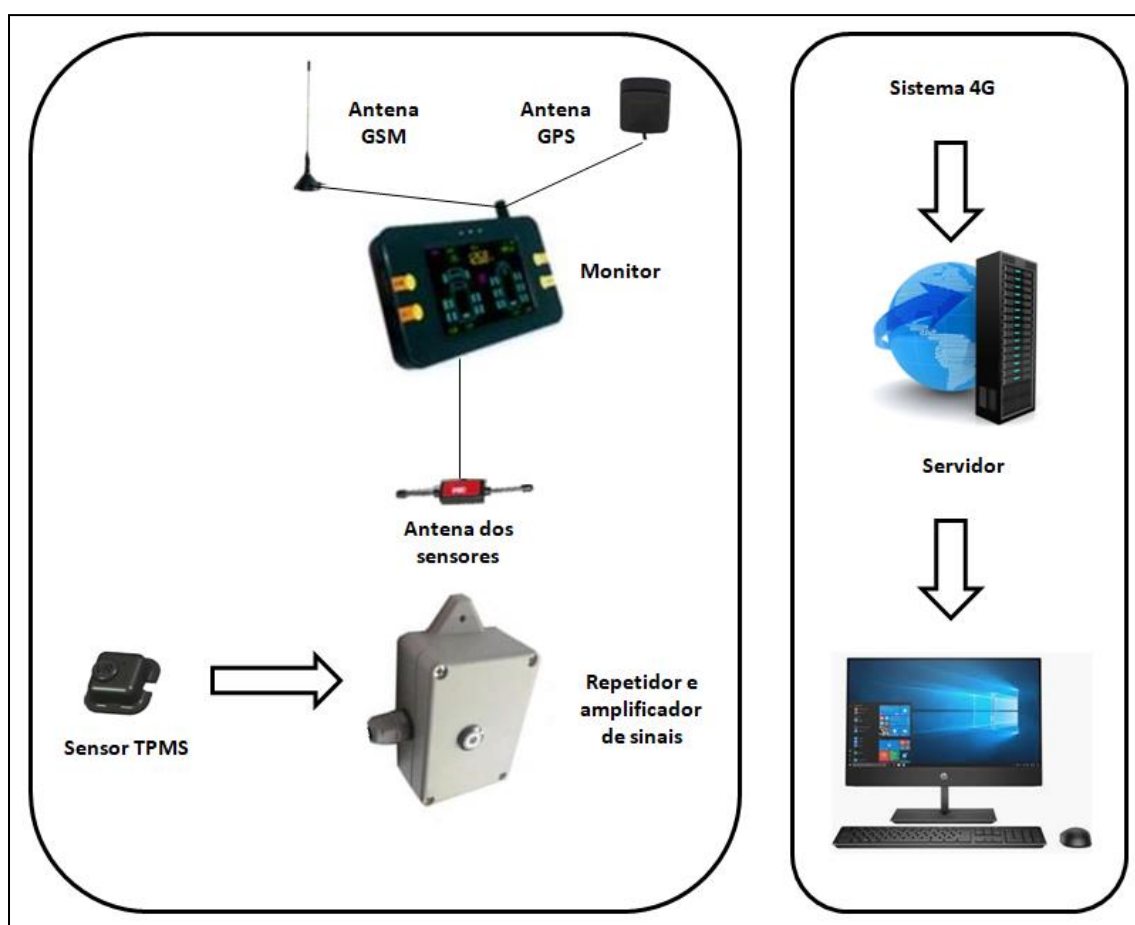 Antena
GSM
Antena
GPS
Monitor
Antena dos
sensores
Sensor TPMS
Repetidor e
amplificador
de sinais
Sistema 4G
Servidor